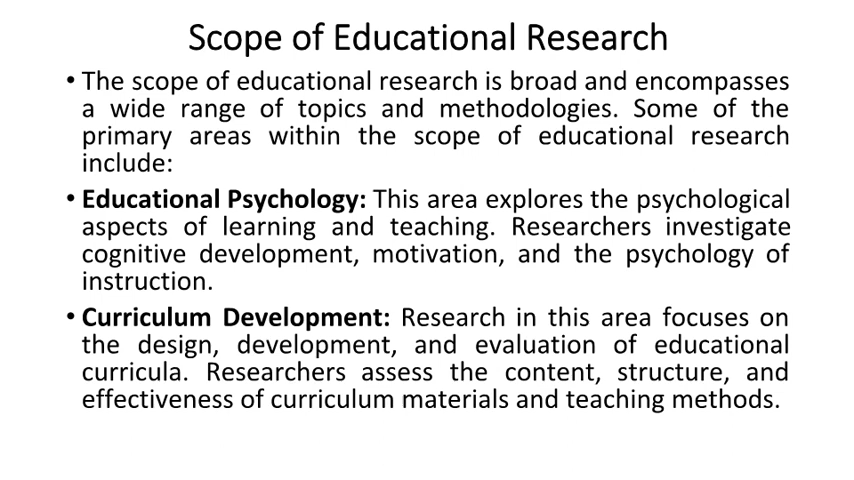 Scope of Educational Research
• The scope of educational research is broad and encompasses
a wide range of topics and methodologies. Some of the
primary areas within the scope of educational research
include:
• Educational Psychology: This area explores the psychological
aspects of learning and teaching. Researchers investigate
cognitive development, motivation, and the psychology of
instruction.
• Curriculum Development: Research in this area focuses on
the design, development, and evaluation of educational
curricula. Researchers assess the content, structure, and
effectiveness of curriculum materials and teaching methods.